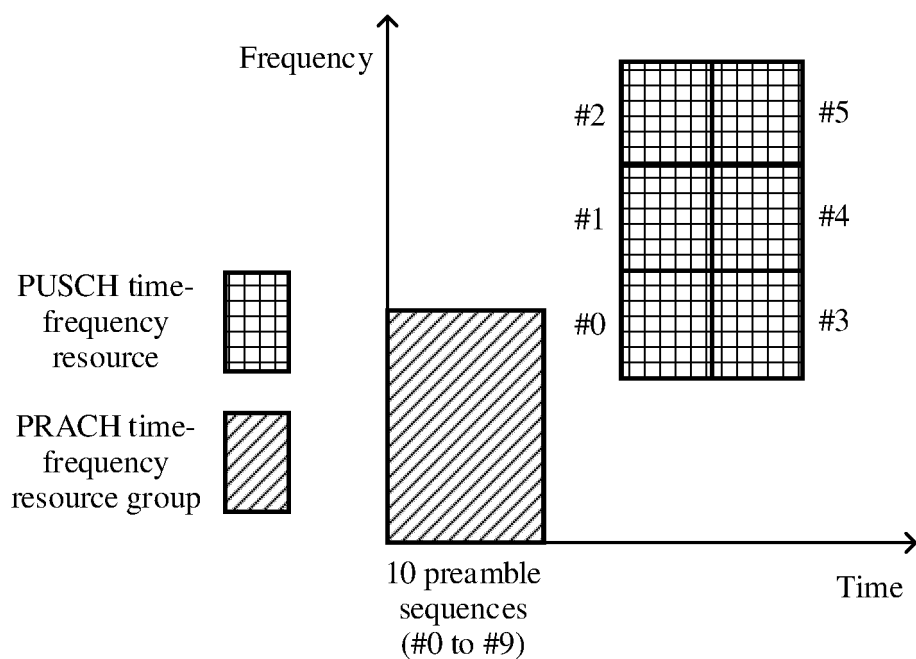 Frequency
#2
#5
#1
#4
#0
#3
PUSCH time-
frequency
resource
PRACH time-
frequency
resource group
10 preamble
sequences
(#0 to #9)
Time